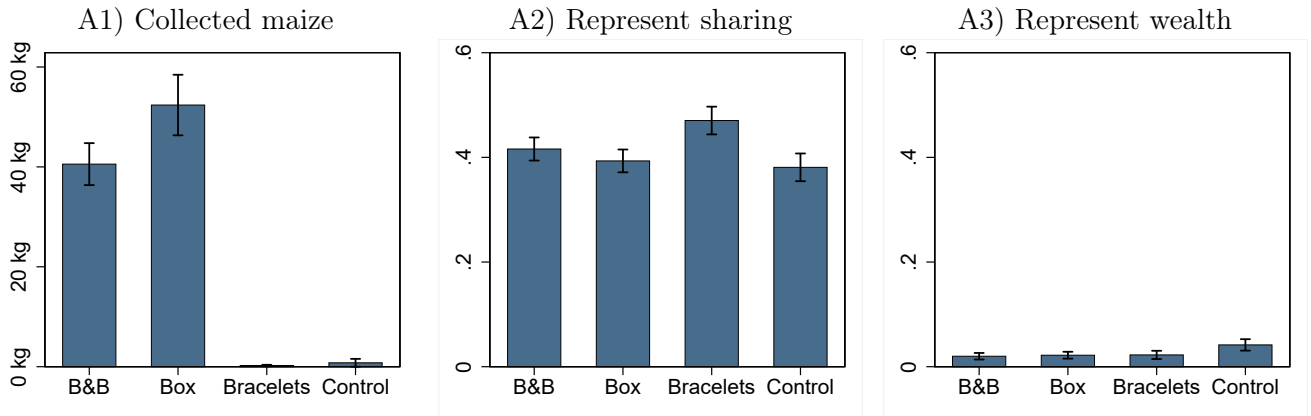 A1) Collected maize
60 kg
40 kg
20 kg
0 kg
B&B Box Bracelets Control
A2) Represent sharing
.6
.4
.2
0
B&B Box Bracelets Control
A3) Represent wealth
.6
.4
.2
0
B&B Box Bracelets Control